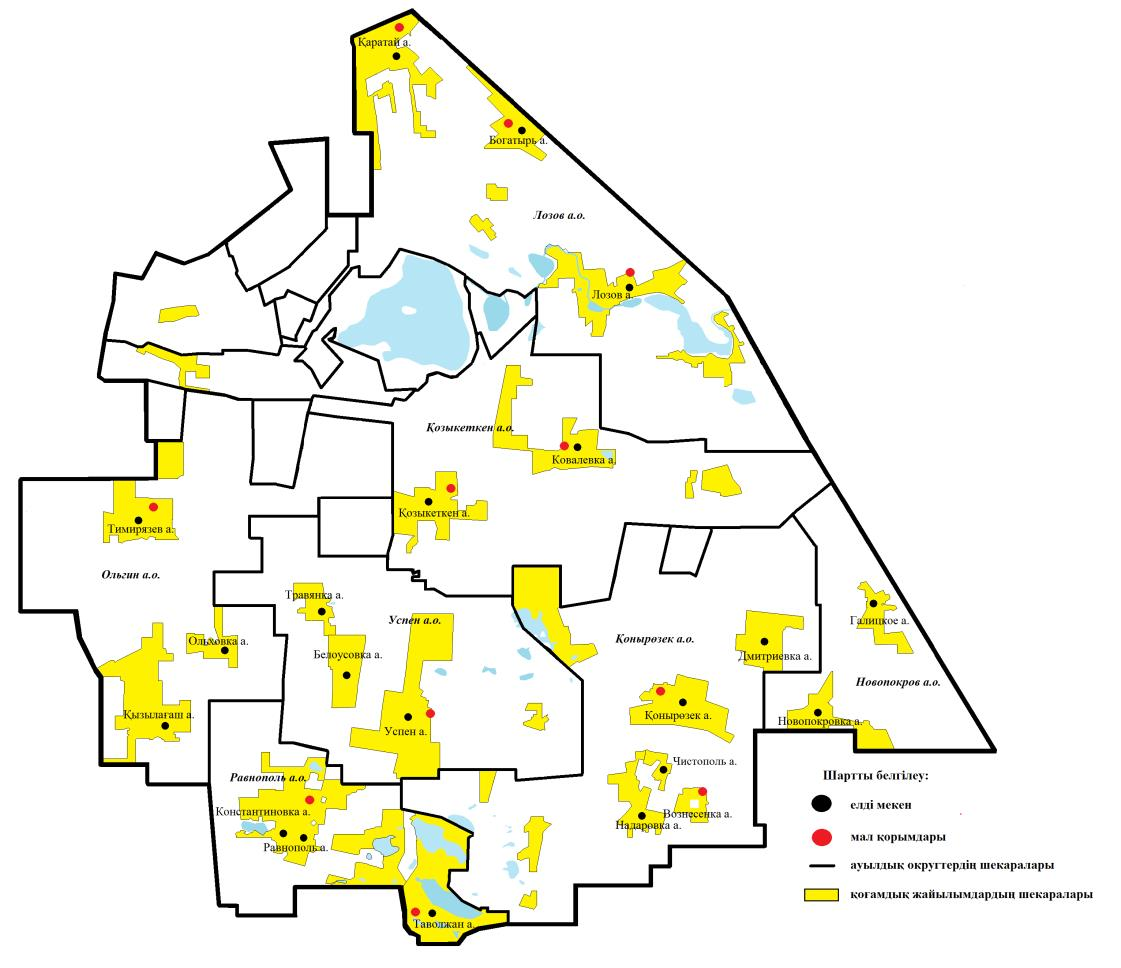 Қаратай а.
Богатырь а.
Лозов а.о.
Лозов а.
Қозыкеткен а.о.
Ковалевка а.
Қозыкеткен а.
Тимирязев а.
Ольгин а.о.
Травянка а.
Успен а.о.
Галицкое а.
Ольховка а.
Қоңырөзек а.о.
Белоусовка а.
Дмитриевка а.
Новопокров а.о.
Қызылағаш а.
Қоңырөзек а.
Новопокровка а.
Успен а.
Чистополь а.
Равнополь а.о.
Шартты белгілеу:
елді мекен
Константиновка а.
Вознесенка а.
Надаровка а.
мал қорымдары
Равнополь а.
ауылдық округтердің шекаралары
қоғамдық жайылымдардың шекаралары
Таволжан а.